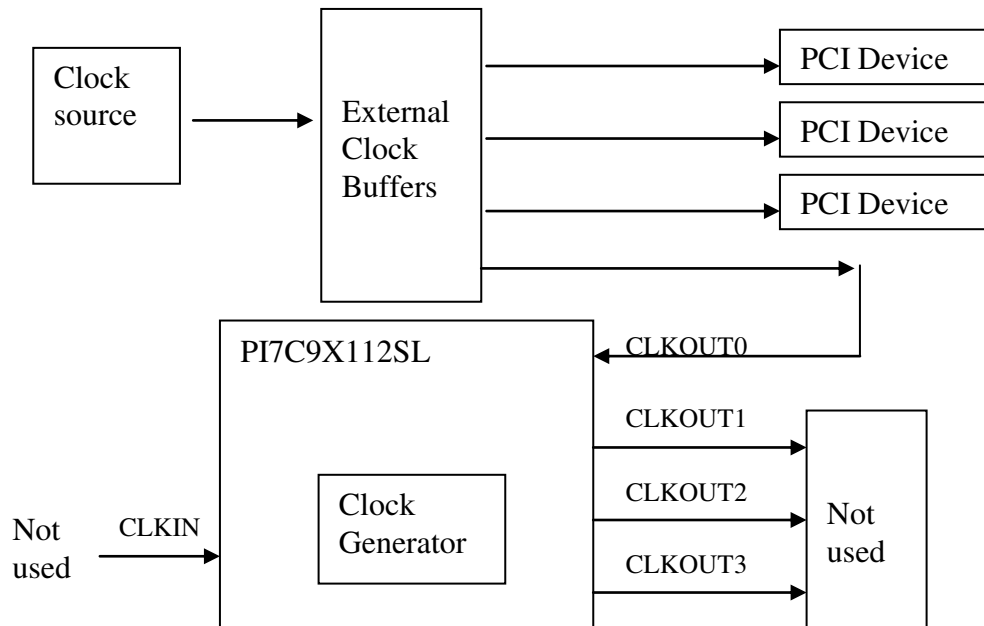 Clock
source
External
Clock
Buffers
PCI Device
PCI Device
PCI Device
PI7C9X112SL
CLKOUT0
CLKOUT1
CLKOUT2
CLKOUT3
Clock
Generator
Not
used
CLKIN
Not
used